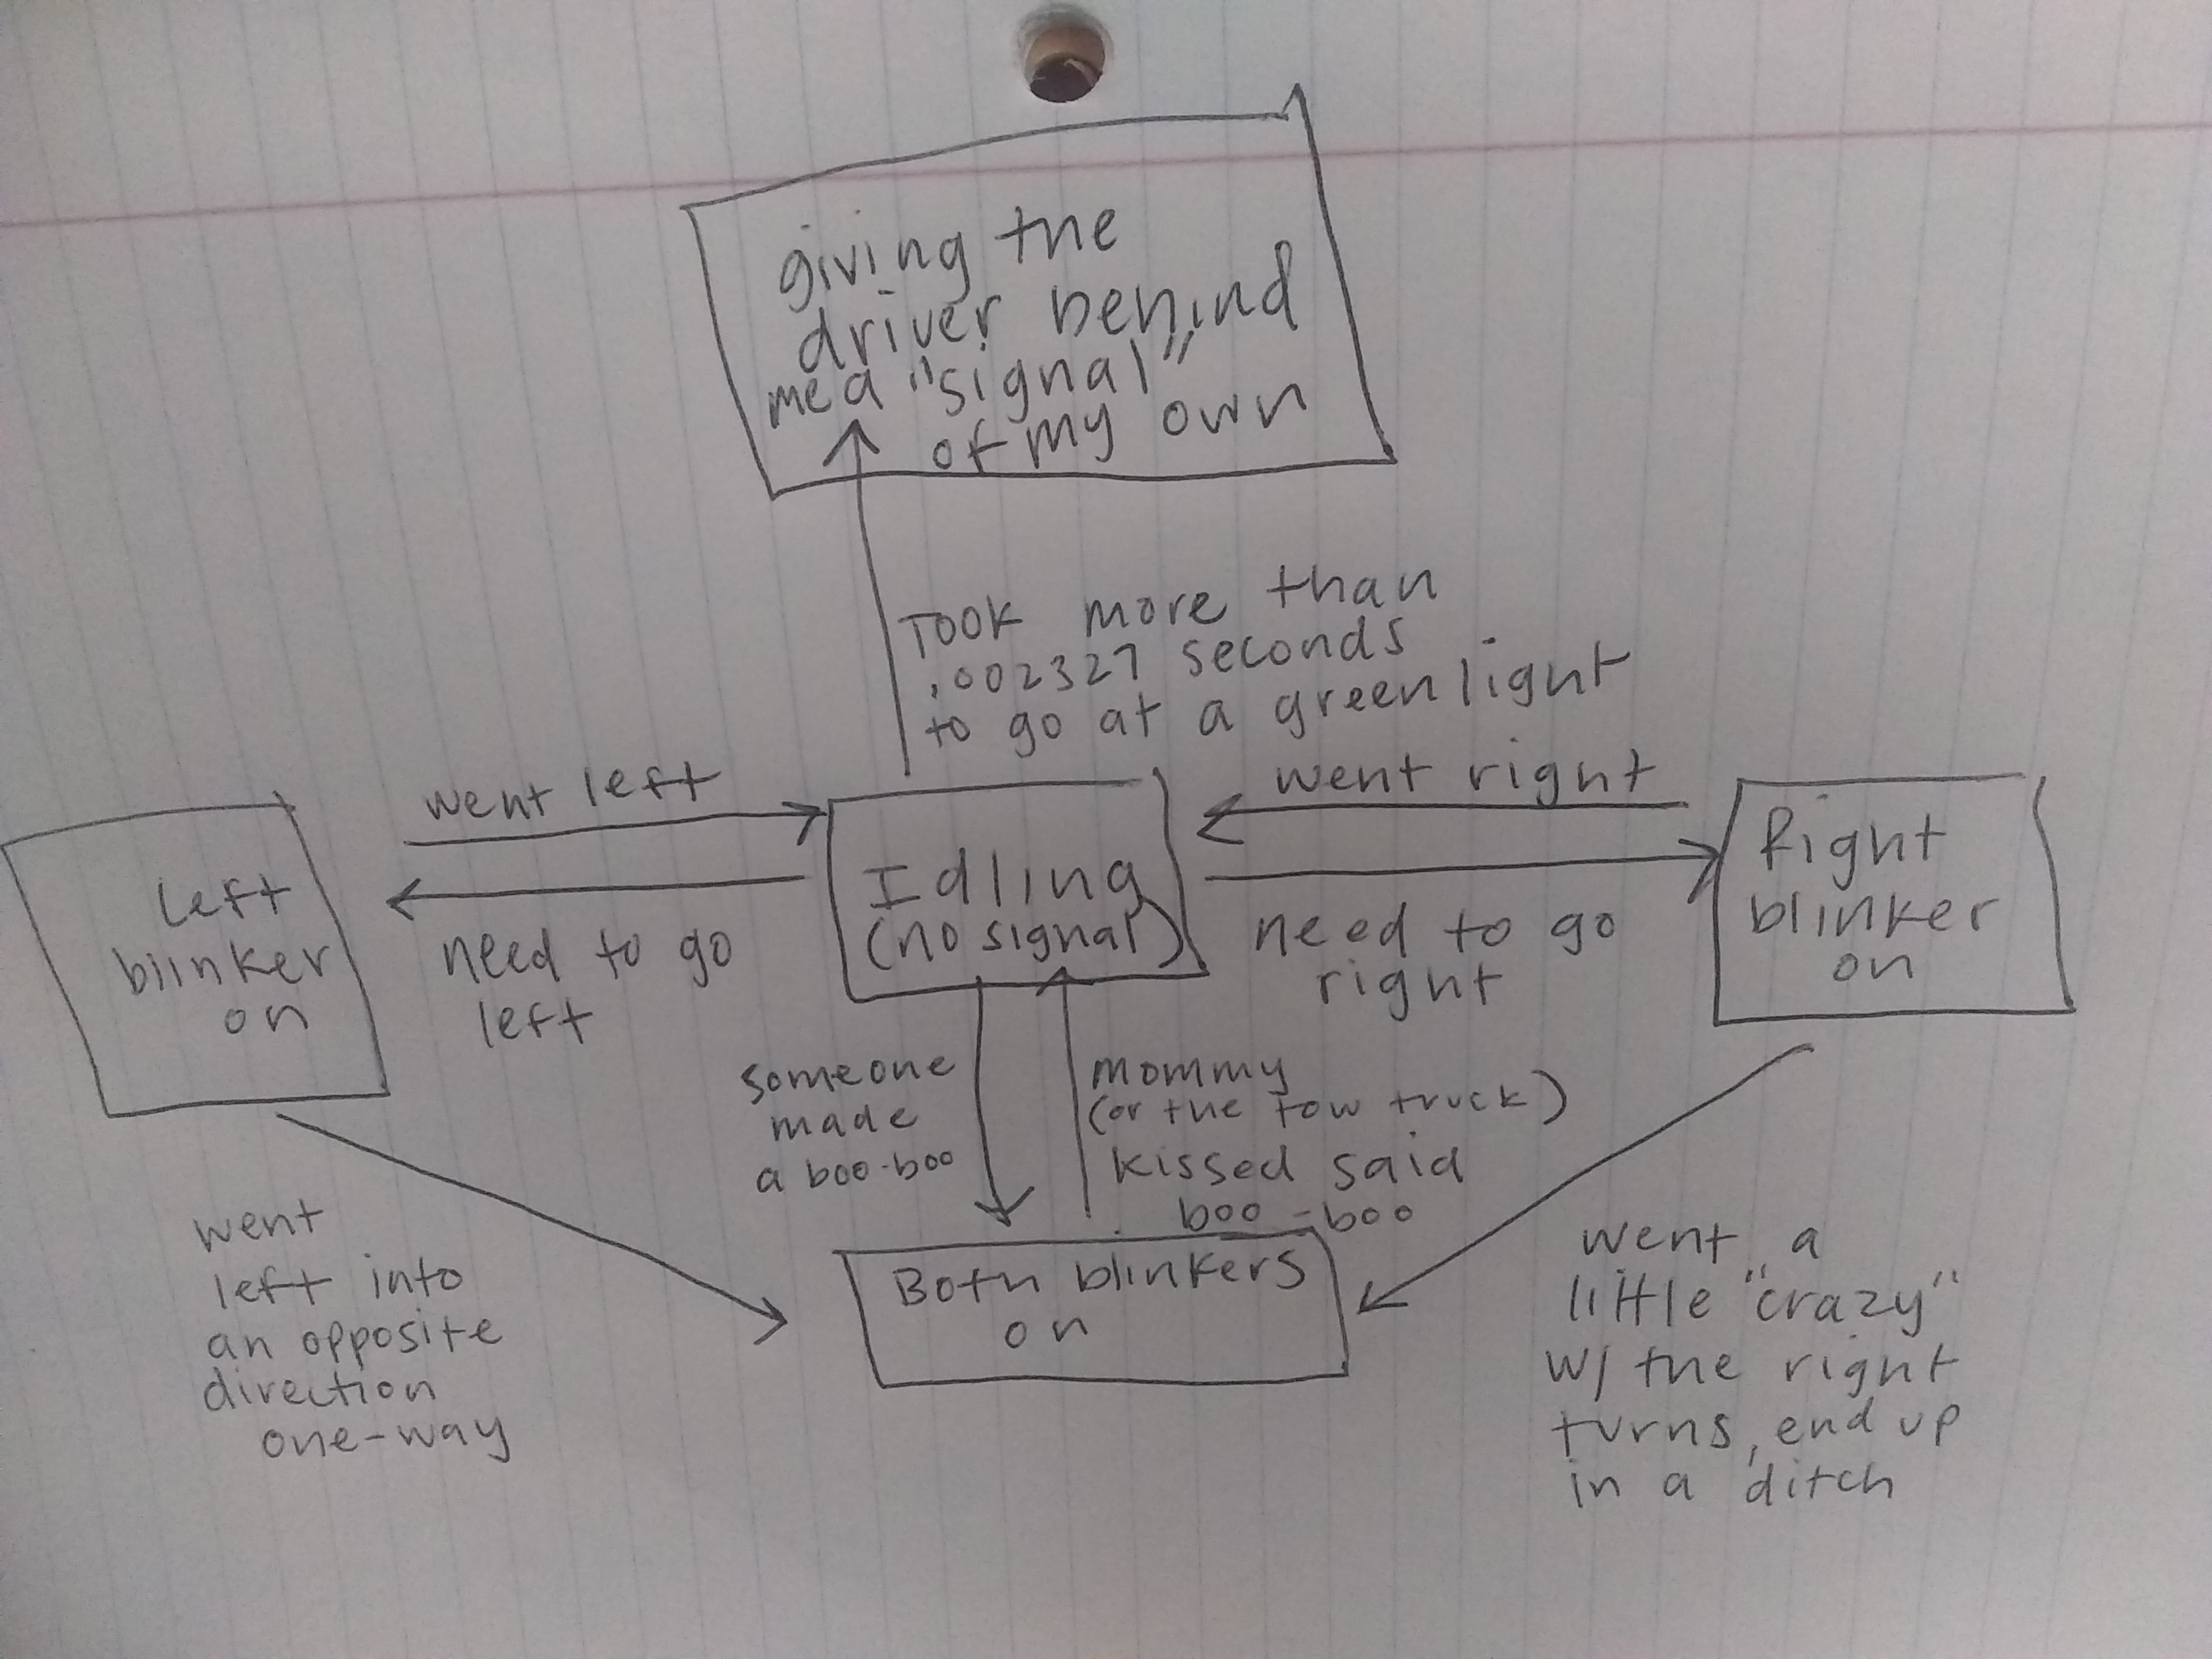 giving the
driver behind
me a "signal"
of my own
Took more than
.002327 seconds
to go at a green light
went left
went right
Left
blinker
on
need to go
left
Idling
(no signal)
need to go
right
Right
blinker
on
someone
made
a boo-boo
mommy
(or the tow truck)
kissed said
boo-boo
Both blinkers
on
went
left into
an opposite
direction
one-way
went a
little "crazy"
w/ the right
turns, end up
in a ditch